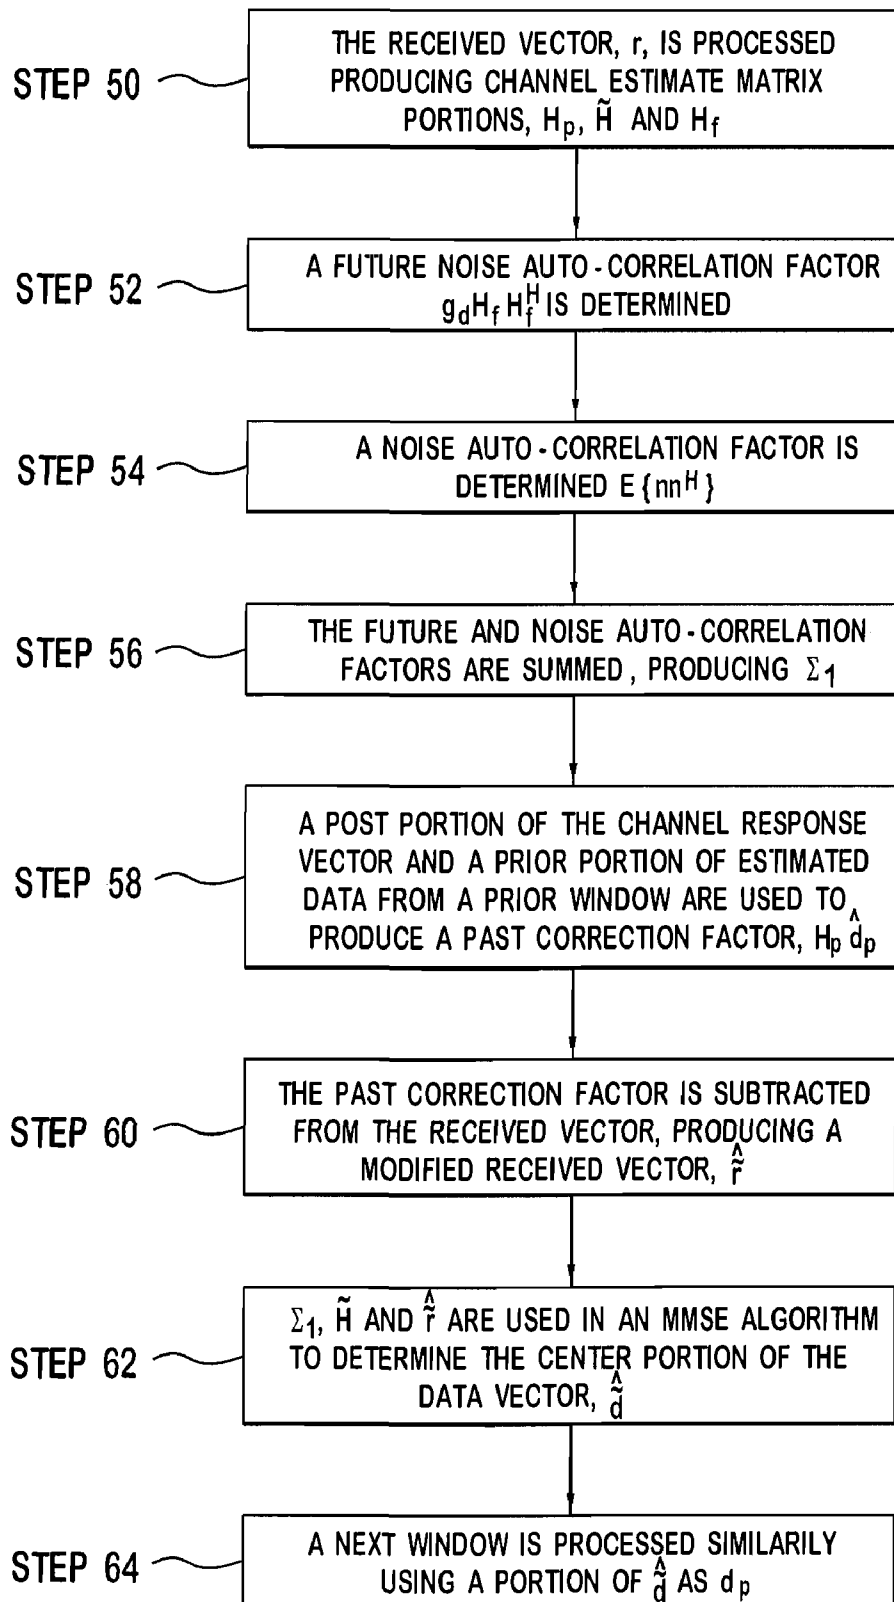 STEP 50
THE RECEIVED VECTOR, r, IS PROCESSED
PRODUCING CHANNEL ESTIMATE MATRIX
PORTIONS, Hₚ, H̃ AND H_f
STEP 52
A FUTURE NOISE AUTO-CORRELATION FACTOR
g_d H_f H_f^H IS DETERMINED
STEP 54
A NOISE AUTO-CORRELATION FACTOR IS
DETERMINED E{nn^H}
STEP 56
THE FUTURE AND NOISE AUTO-CORRELATION
FACTORS ARE SUMMED, PRODUCING Σ₁
STEP 58
A POST PORTION OF THE CHANNEL RESPONSE
VECTOR AND A PRIOR PORTION OF ESTIMATED
DATA FROM A PRIOR WINDOW ARE USED TO
PRODUCE A PAST CORRECTION FACTOR, Hₚ d̂ₚ
STEP 60
THE PAST CORRECTION FACTOR IS SUBTRACTED
FROM THE RECEIVED VECTOR, PRODUCING A
MODIFIED RECEIVED VECTOR, r̃̂
STEP 62
Σ₁, H̃ AND r̃̂ ARE USED IN AN MMSE ALGORITHM
TO DETERMINE THE CENTER PORTION OF THE
DATA VECTOR, d̃̂
STEP 64
A NEXT WINDOW IS PROCESSED SIMILARILY
USING A PORTION OF d̃̂ AS dₚ